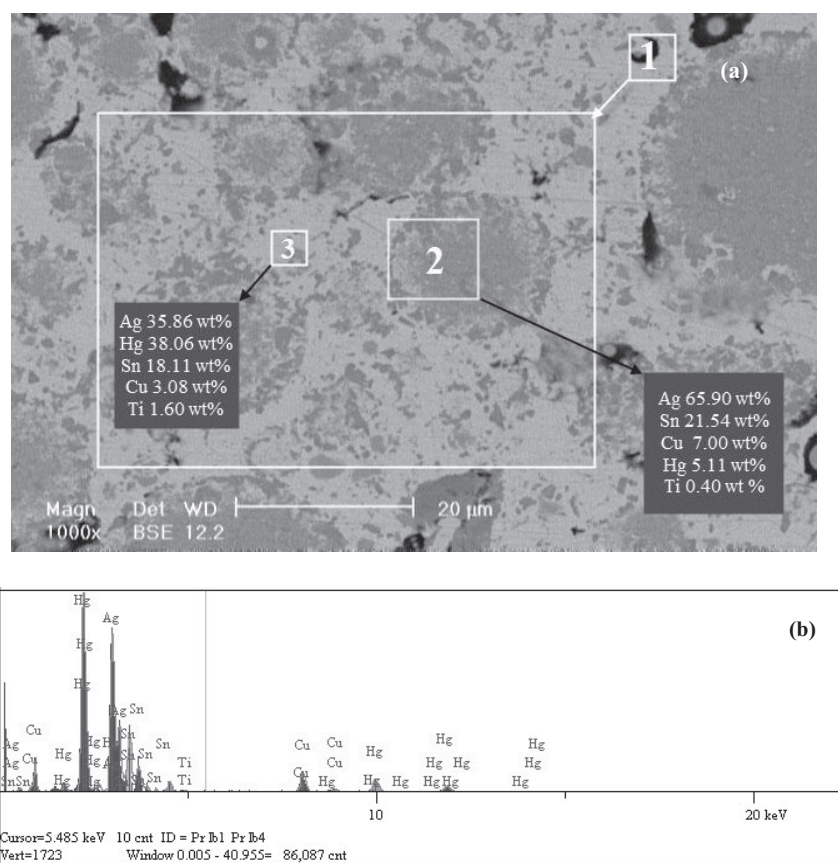 1
(a)
3
2
Ag 35.86 wt%
Hg 38.06 wt%
Sn 18.11 wt%
Cu 3.08 wt%
Ti 1.60 wt%
Ag 65.90 wt%
Sn 21.54 wt%
Cu 7.00 wt%
Hg 5.11 wt%
Ti 0.40 wt %
Magn Det WD 20 µm
1000x BSE 12.2
(b)
Hg
Ag
Hg
Hg
Ag Sn
Cu Sn Sn Cu Cu Hg Hg
Ag Hg Hg
Hg Sn Ti Cu Hg Hg Hg
Ag Cu Hg
SnSn Hg Sn Sn Ti Cu Hg Hg Hg HgHg Hg
10 20 keV
Cursor=5.485 keV 10 cnt ID = Pr lb1 Pr lb4
Vert=1723 Window 0.005 - 40.955= 86,087 cnt